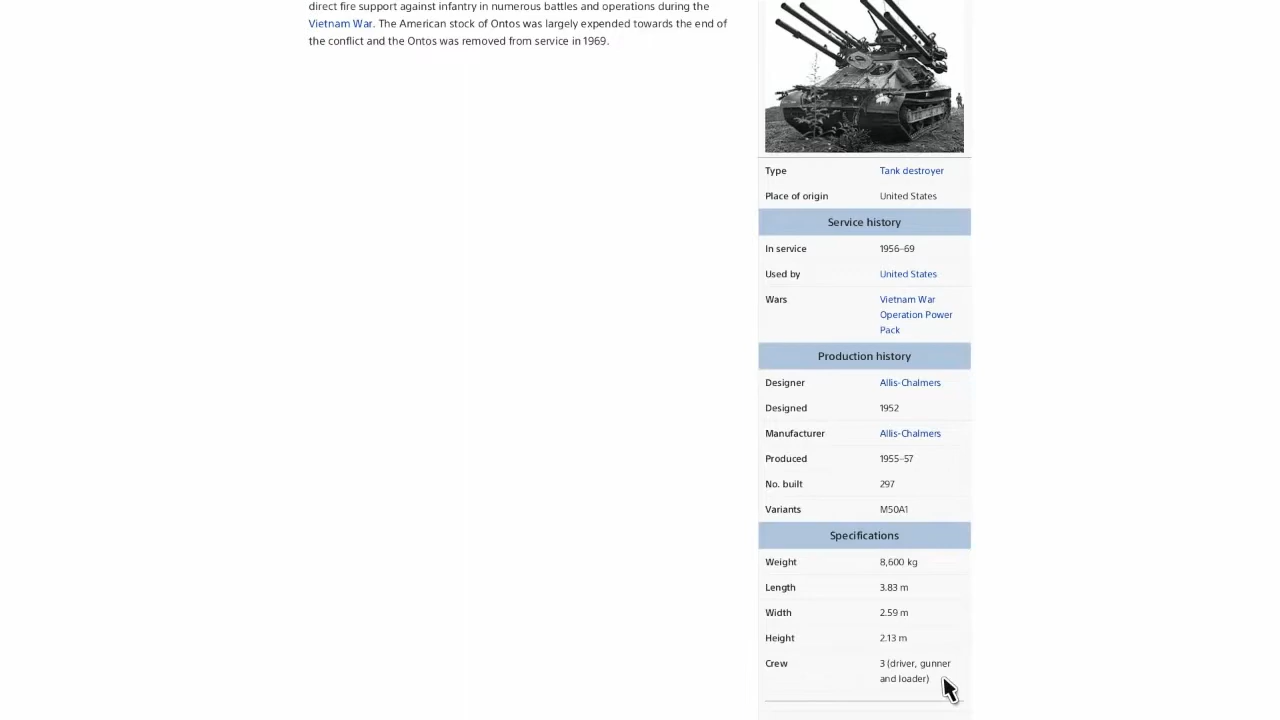 direct fire support against infantry in numerous battles and operations during the
Vietnam War. The American stock of Ontos was largely expended towards the end of
the conflict and the Ontos was removed from service in 1969.
Type Tank destroyer
Place of origin United States
Service history
In service 1956–69
Used by United States
Wars Vietnam War
Operation Power
Pack
Production history
Designer Allis-Chalmers
Designed 1952
Manufacturer Allis-Chalmers
Produced 1955–57
No. built 297
Variants M50A1
Specifications
Weight 8,600 kg
Length 3.83 m
Width 2.59 m
Height 2.13 m
Crew 3 (driver, gunner
and loader)